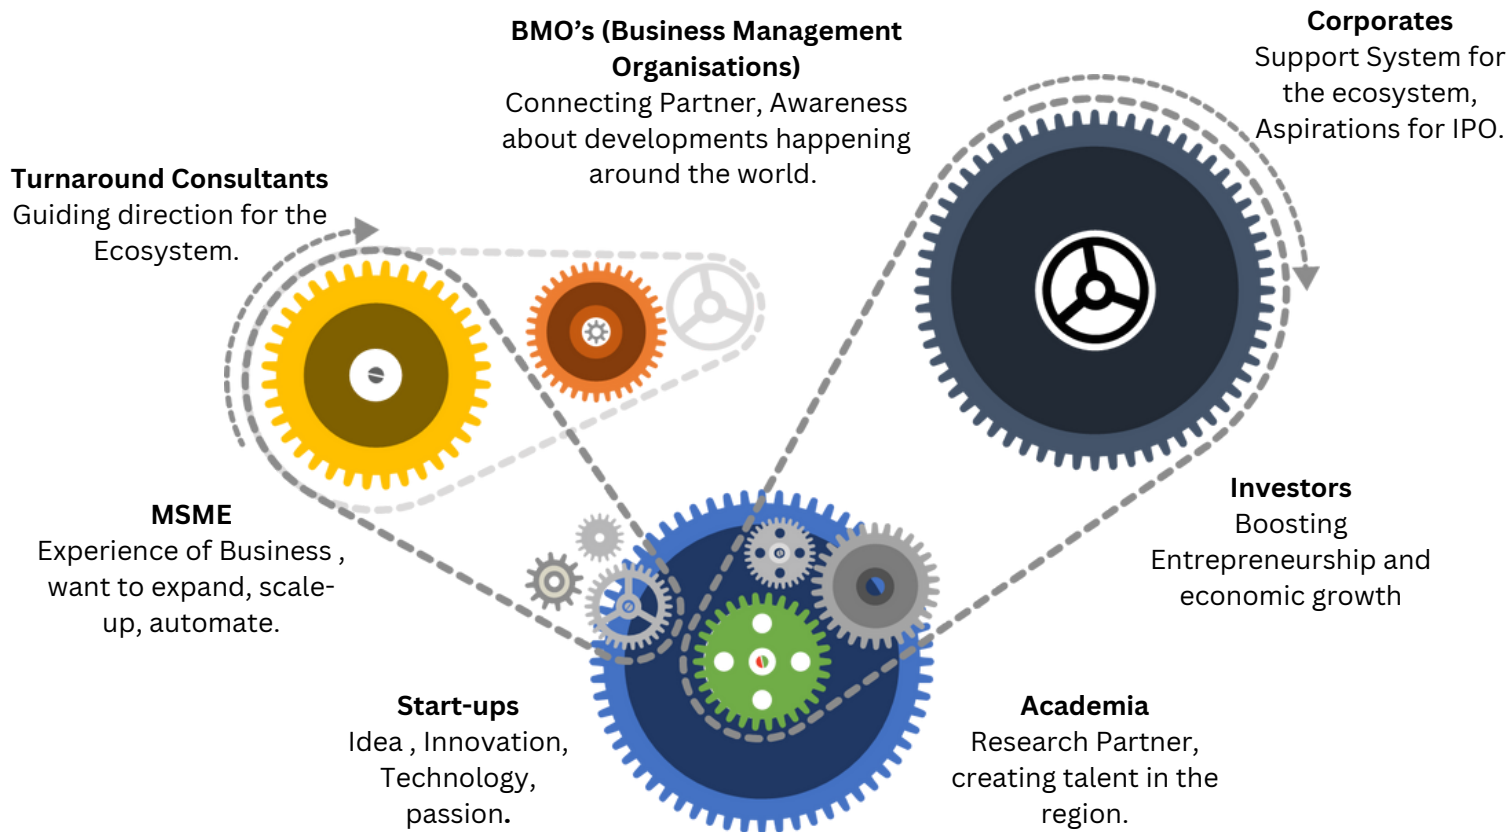 BMO’s (Business Management
Organisations)
Connecting Partner, Awareness
about developments happening
around the world.
Corporates
Support System for
the ecosystem,
Aspirations for IPO.
Turnaround Consultants
Guiding direction for the
Ecosystem.
MSME
Experience of Business ,
want to expand, scale-
up, automate.
Investors
Boosting
Entrepreneurship and
economic growth
Start-ups
Idea , Innovation,
Technology,
passion.
Academia
Research Partner,
creating talent in the
region.